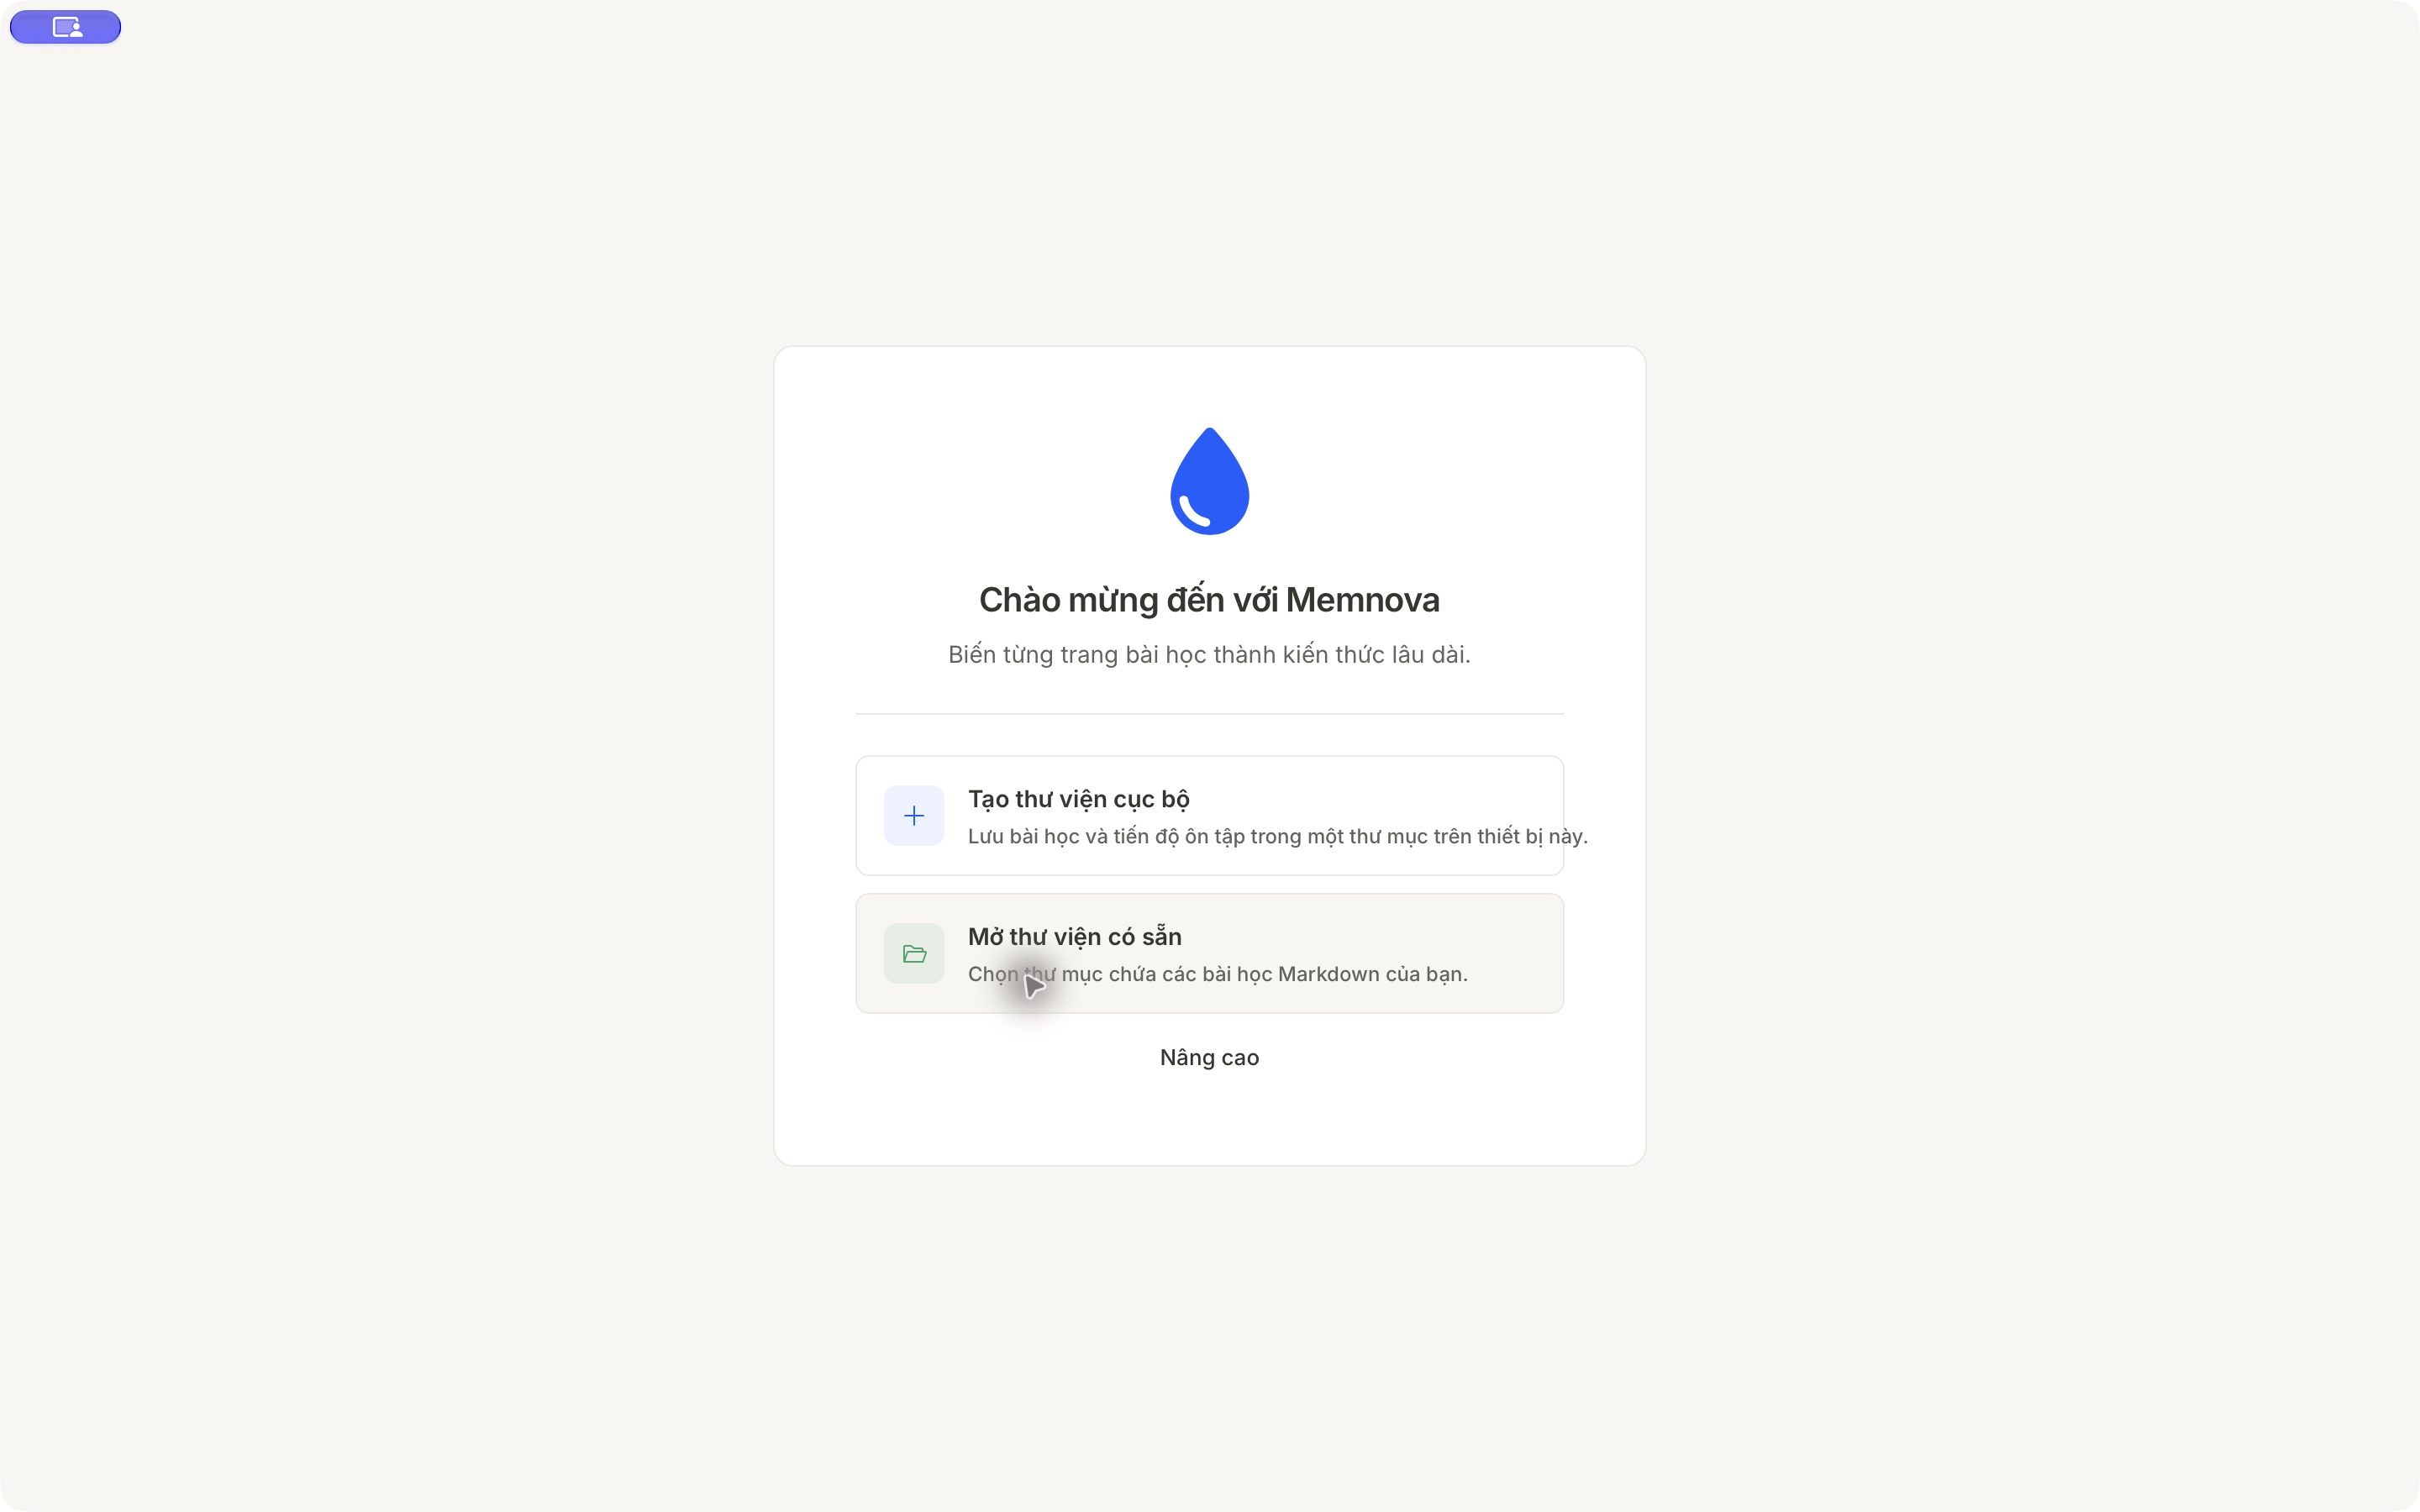 Chào mừng đến với Memnova
Biến từng trang bài học thành kiến thức lâu dài.
Tạo thư viện cục bộ
Lưu bài học và tiến độ ôn tập trong một thư mục trên thiết bị này.
Mở thư viện có sẵn
Chọn thư mục chứa các bài học Markdown của bạn.
Nâng cao